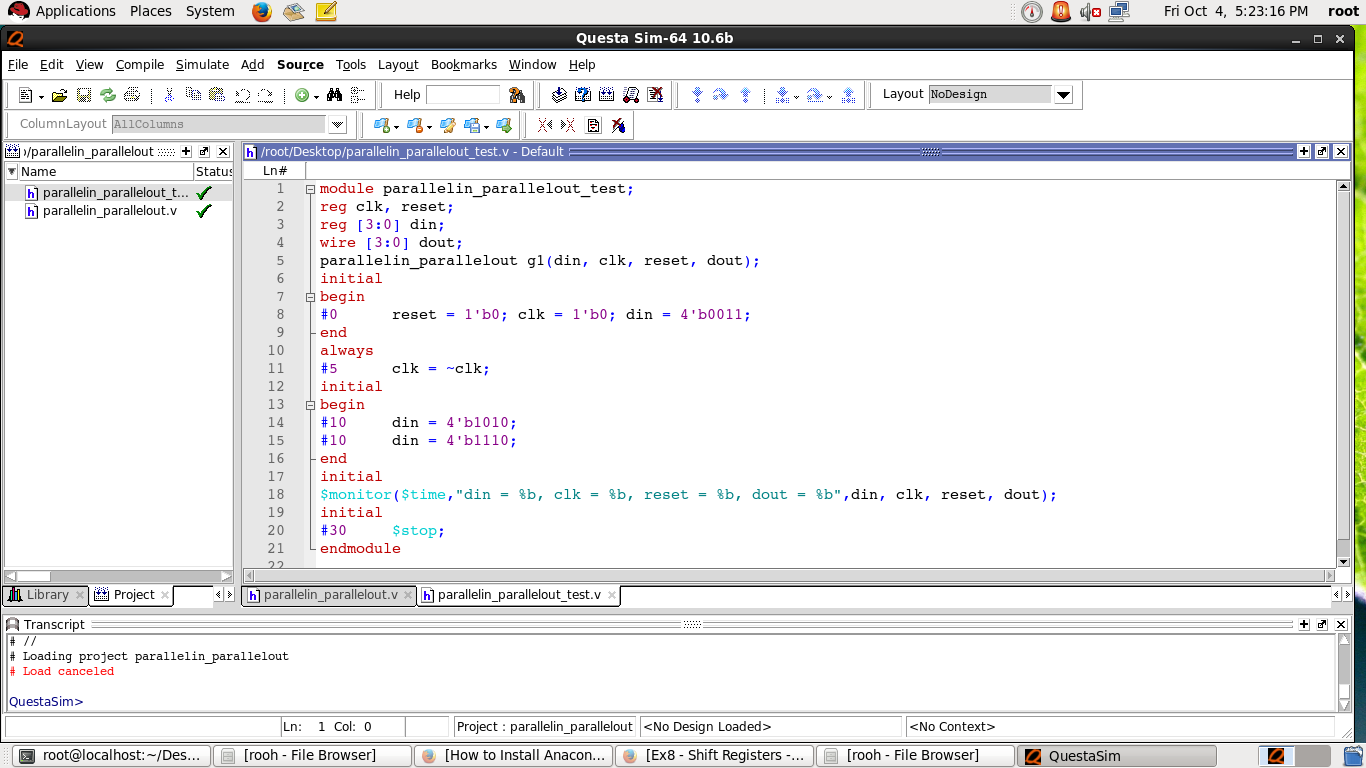 Applications Places System Fri Oct 4, 5:23:16 PM root
Questa Sim-64 10.6b
File Edit View Compile Simulate Add Source Tools Layout Bookmarks Window Help
Help Layout NoDesign
ColumnLayout AllColumns
)/parallelin_parallelout
/root/Desktop/parallelin_parallelout_test.v - Default
Name Status
parallelin_parallelout_t...
parallelin_parallelout.v
Ln#
1 module parallelin_parallelout_test;
2 reg clk, reset;
3 reg [3:0] din;
4 wire [3:0] dout;
5 parallelin_parallelout g1(din, clk, reset, dout);
6 initial
7 begin
8 #0 reset = 1'b0; clk = 1'b0; din = 4'b0011;
9 end
10 always
11 #5 clk = ~clk;
12 initial
13 begin
14 #10 din = 4'b1010;
15 #10 din = 4'b1110;
16 end
17 initial
18 $monitor($time,"din = %b, clk = %b, reset = %b, dout = %b",din, clk, reset, dout);
19 initial
20 #30 $stop;
21 endmodule
22
Library Project parallelin_parallelout.v parallelin_parallelout_test.v
Transcript
# //
# Loading project parallelin_parallelout
# Load canceled
QuestaSim>
Ln: 1 Col: 0 Project : parallelin_parallelout <No Design Loaded> <No Context>
root@localhost:~/Des... [rooh - File Browser] [How to Install Anacon... [Ex8 - Shift Registers -... [rooh - File Browser] QuestaSim